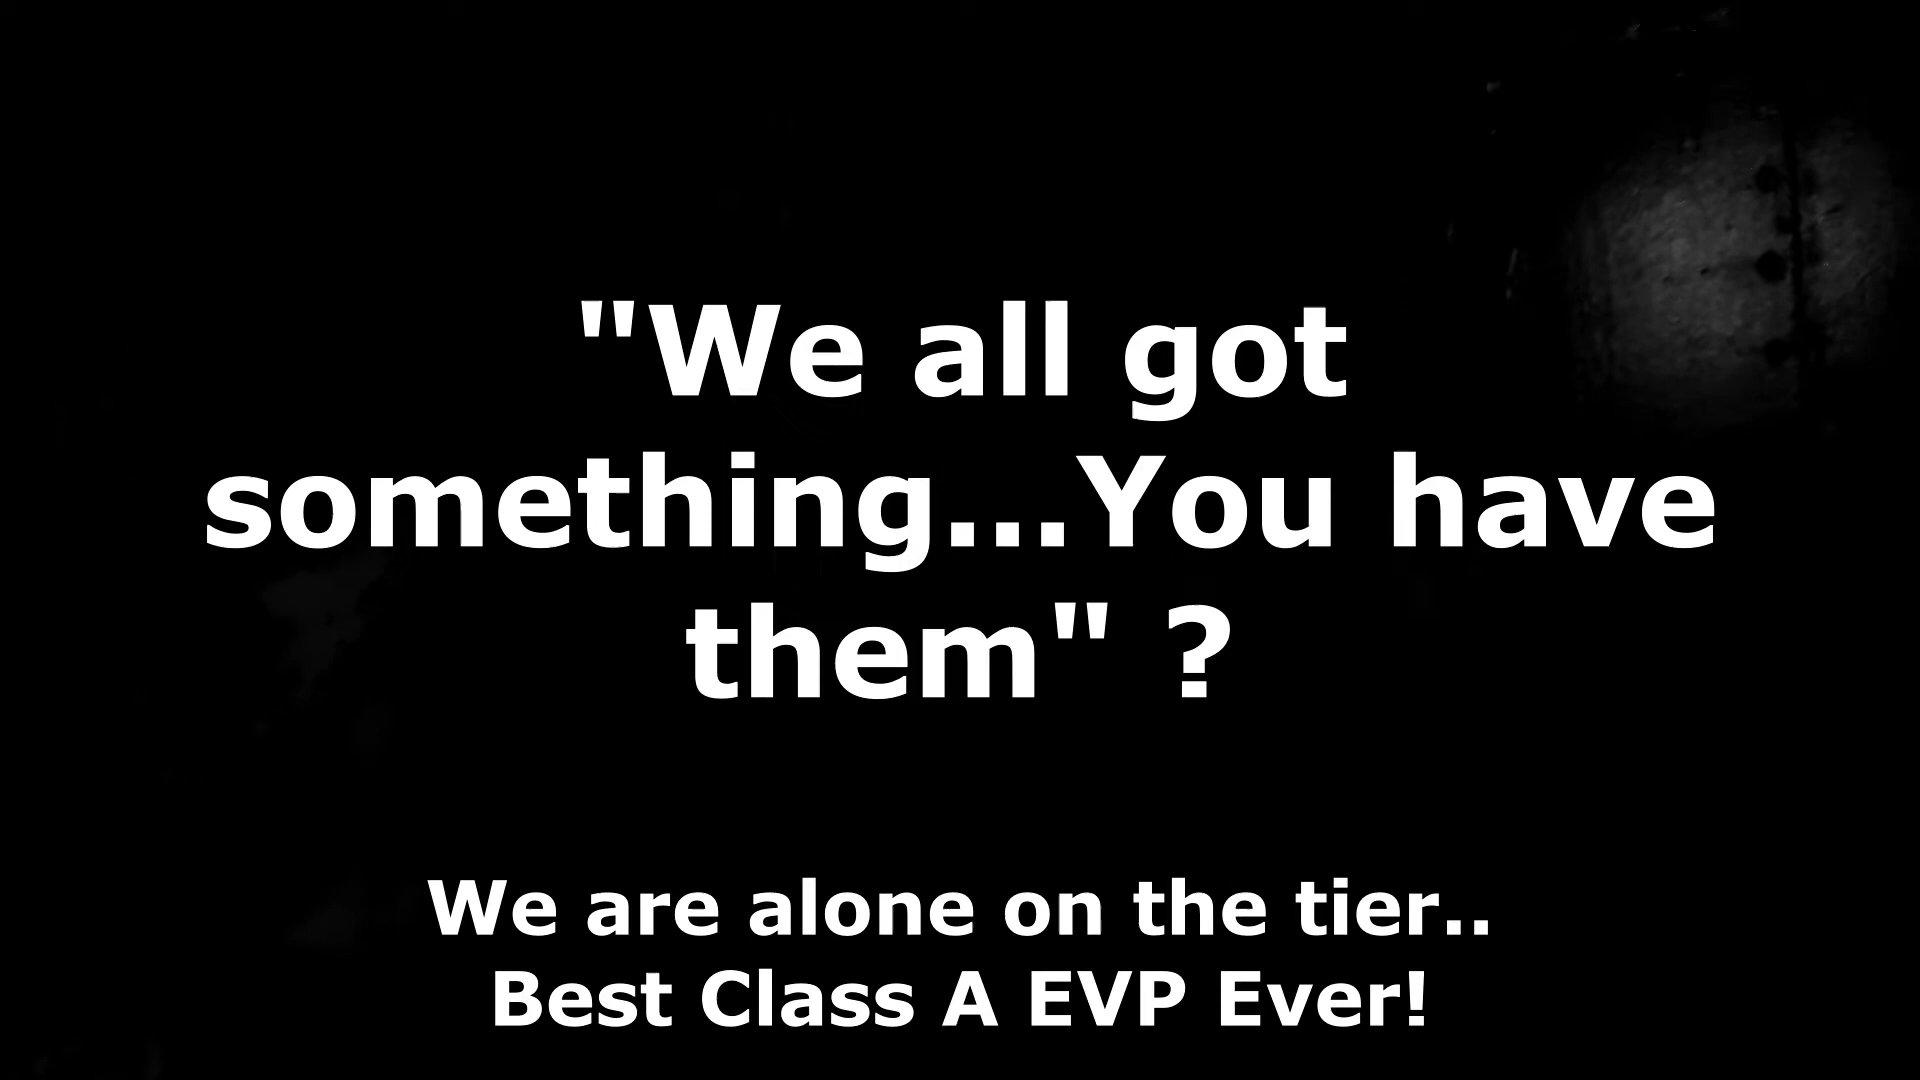 "We all got
something...You have
them" ?
We are alone on the tier..
Best Class A EVP Ever!